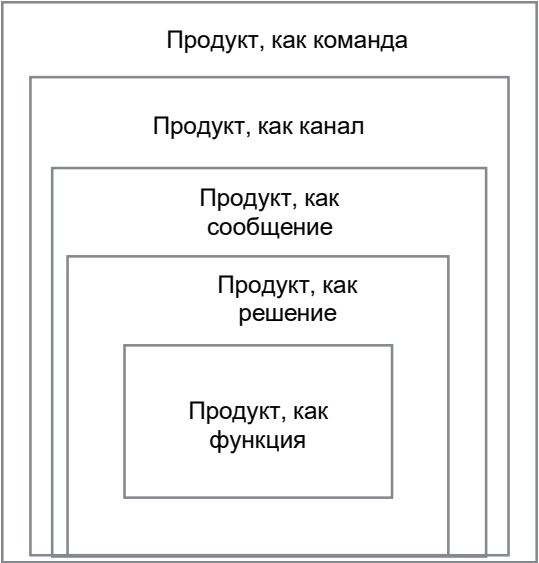 Продукт, как команда
Продукт, как канал
Продукт, как
сообщение
Продукт, как
решение
Продукт, как
функция